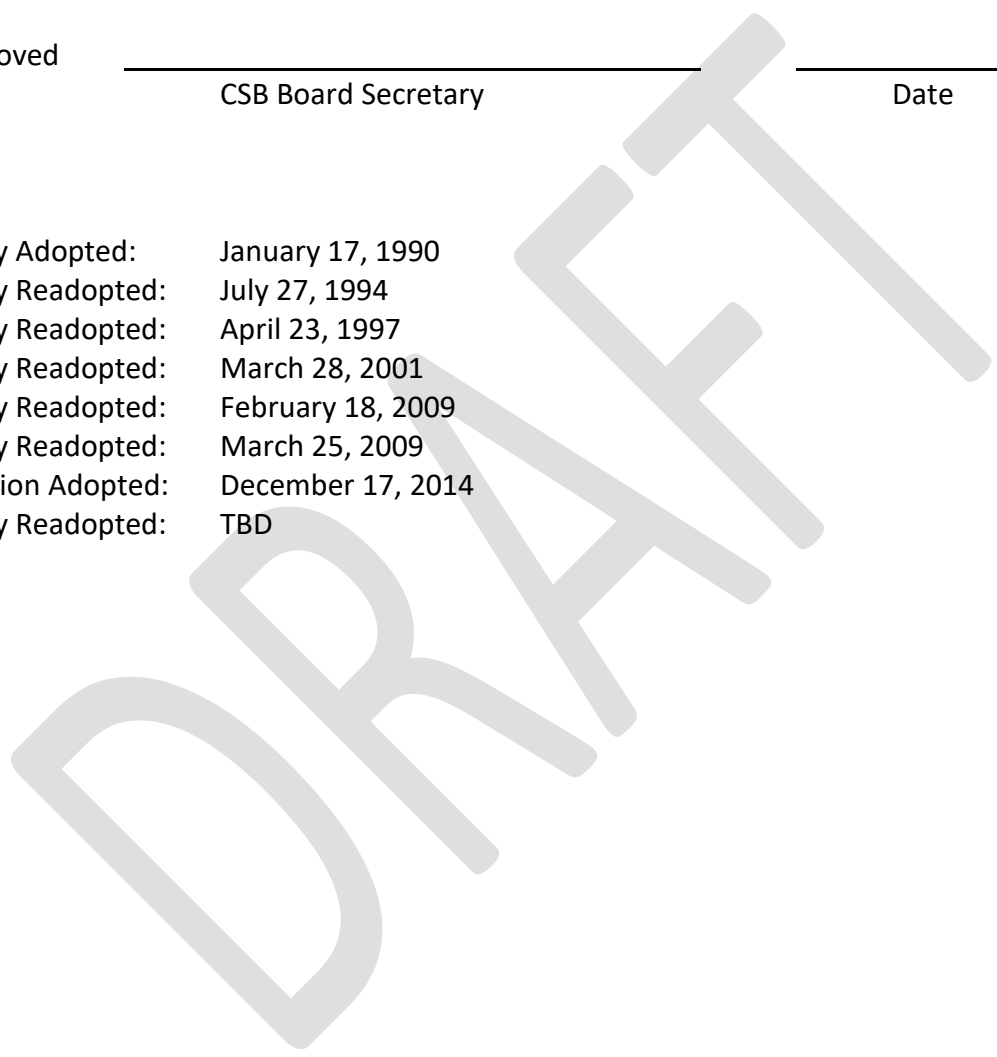 oved
CSB Board Secretary Date
y Adopted: January 17, 1990
y Readopted: July 27, 1994
y Readopted: April 23, 1997
y Readopted: March 28, 2001
y Readopted: February 18, 2009
y Readopted: March 25, 2009
ion Adopted: December 17, 2014
y Readopted: TBD
DRAFT